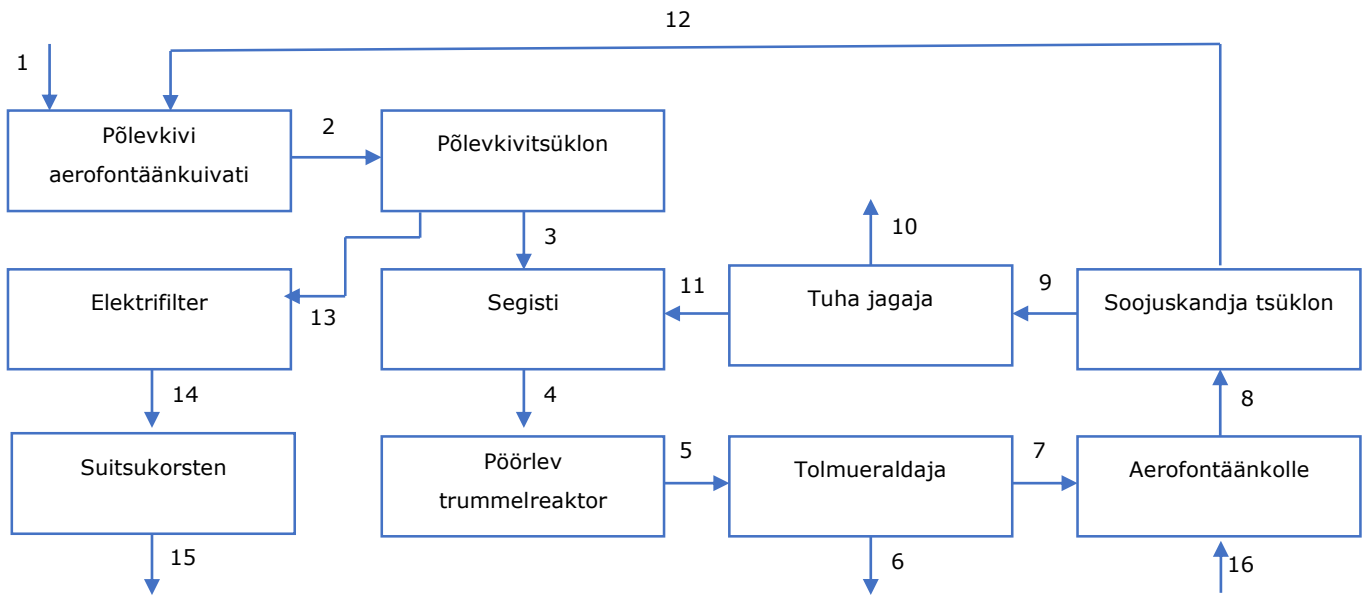 12
1
Põlevkivi
aerofontäänkuivati
2
Põlevkivitsüklon
10
3
Elektrifilter
13
Segisti
11
Tuha jagaja
9
Soojuskandja tsüklon
14
4
8
Suitsukorsten
Pöörlev
trummelreaktor
5
Tolmueraldaja
7
Aerofontäänkolle
15
6
16